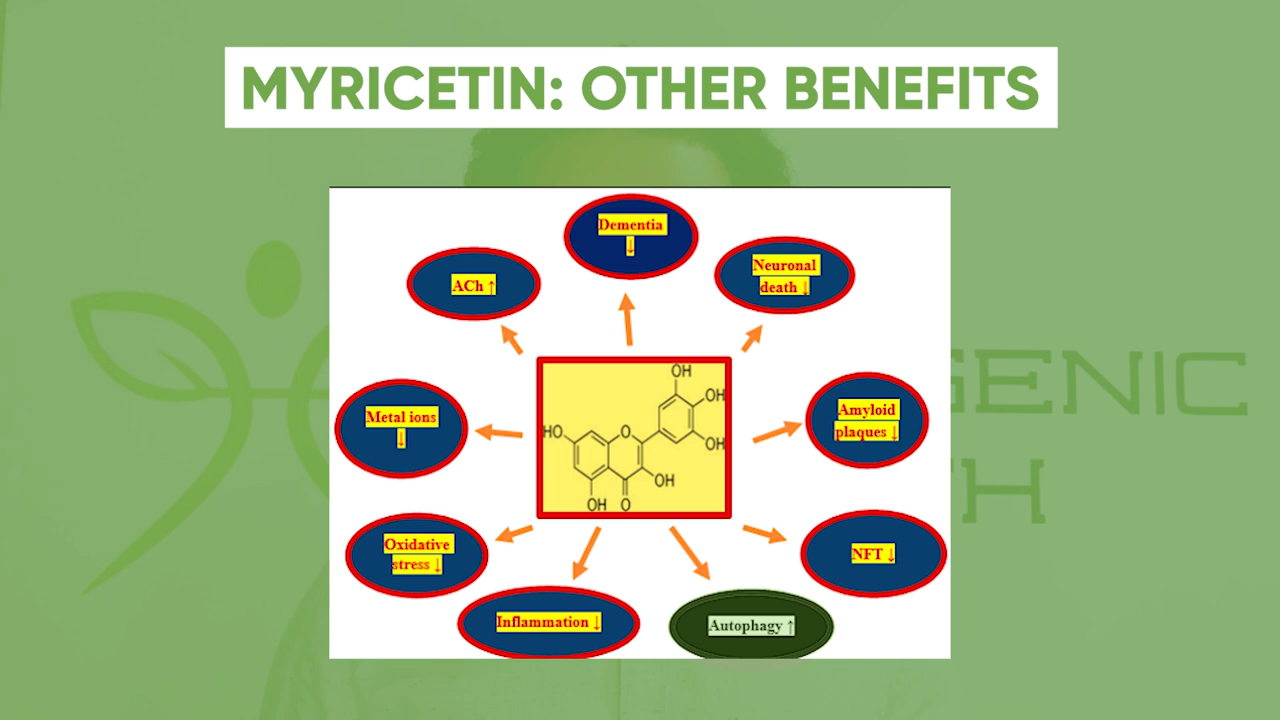 MYRICETIN: OTHER BENEFITS
Dementia
↓
ACh ↑
Neuronal
death ↓
Metal ions
↓
Amyloid
plaques ↓
OH
OH
OH
HO
O
OH
OH
O
Oxidative
stress ↓
NFT ↓
Inflammation ↓
Autophagy ↑
GENIC